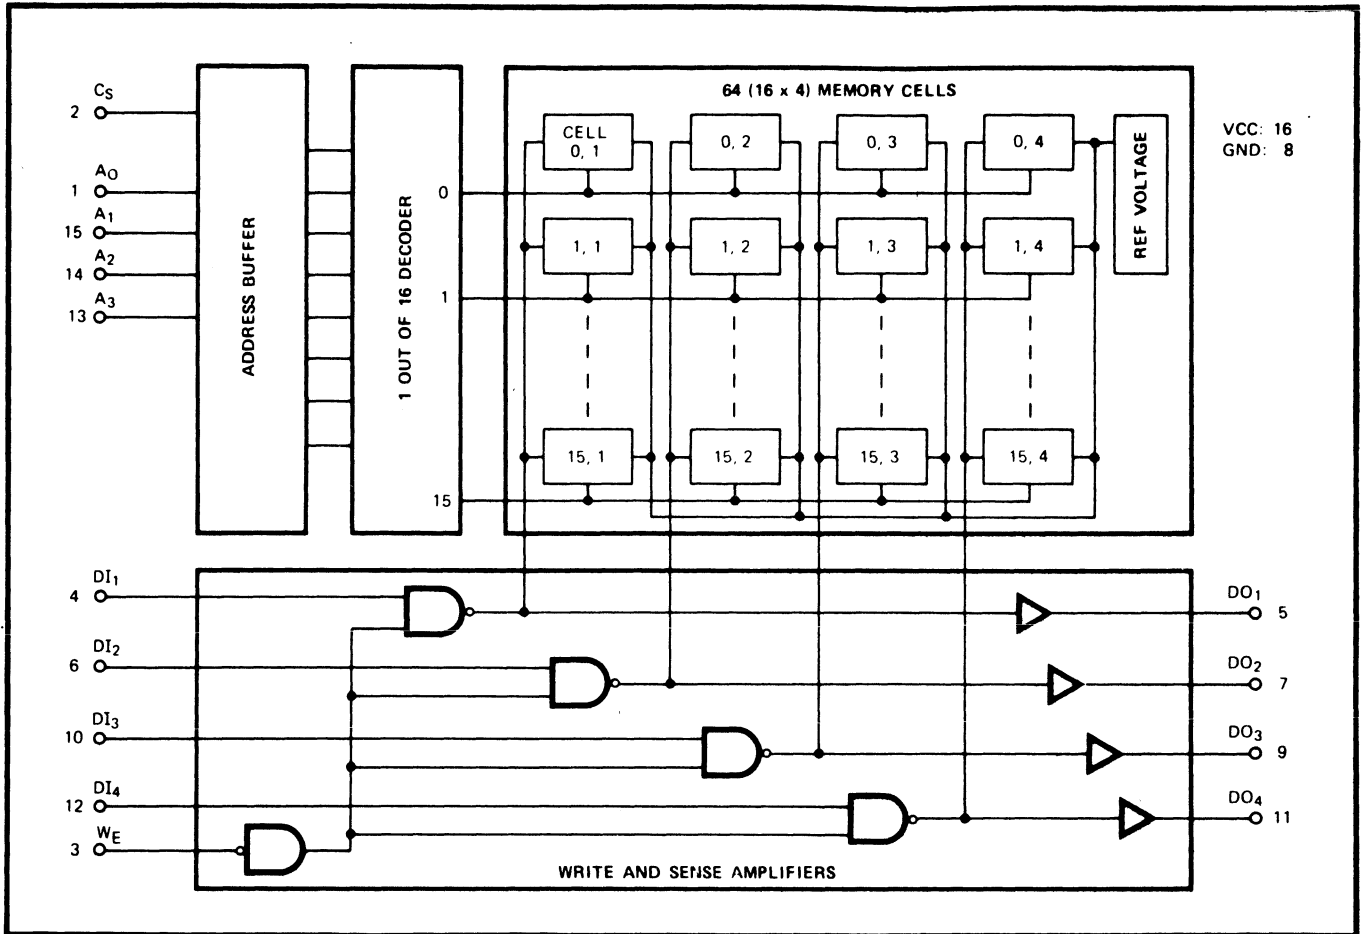 CS
2
A0
1
A1
15
A2
14
A3
13
ADDRESS BUFFER
1 OUT OF 16 DECODER
0
1
15
64 (16 x 4) MEMORY CELLS
CELL
0, 1
0, 2
0, 3
0, 4
1, 1
1, 2
1, 3
1, 4
15, 1
15, 2
15, 3
15, 4
REF VOLTAGE
VCC: 16
GND: 8
DI1
4
DI2
6
DI3
10
DI4
12
WE
3
WRITE AND SENSE AMPLIFIERS
DO1
5
DO2
7
DO3
9
DO4
11